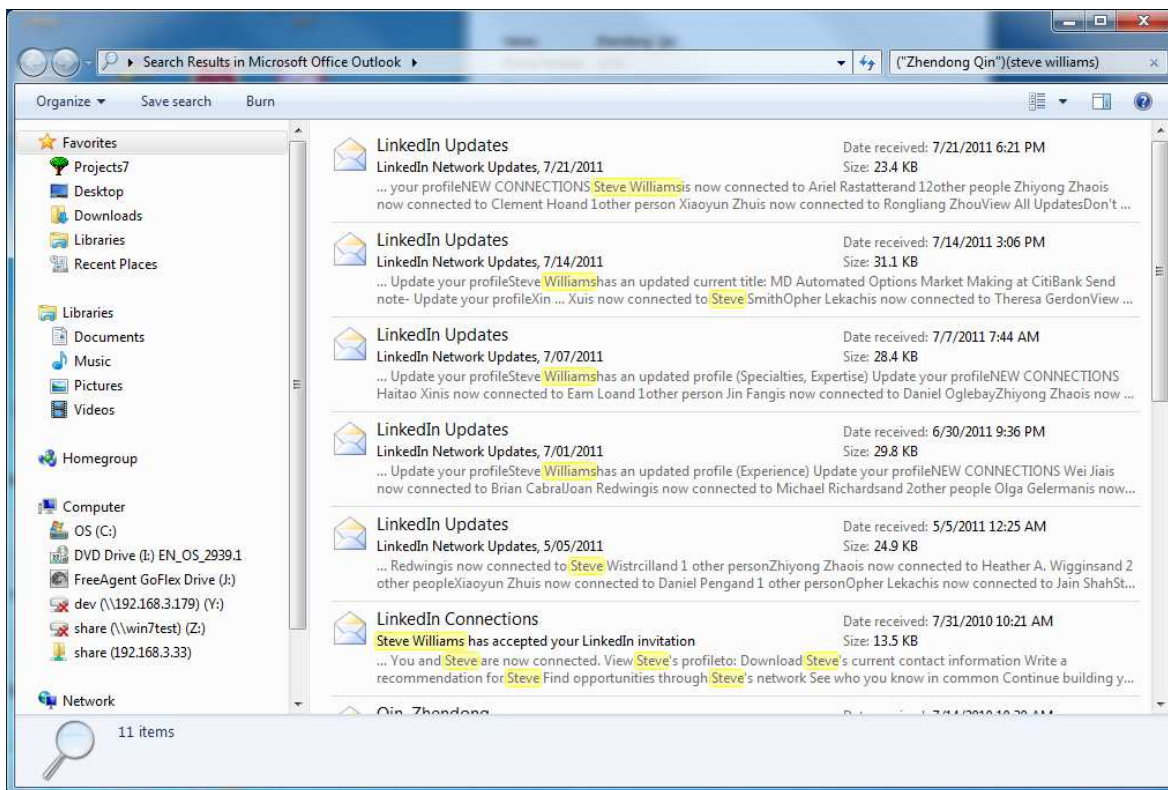 Search Results in Microsoft Office Outlook
("Zhendong Qin")(steve williams)
Organize Save search Burn
Favorites
Projects7
Desktop
Downloads
Libraries
Recent Places
Libraries
Documents
Music
Pictures
Videos
Homegroup
Computer
OS (C:)
DVD Drive (I:) EN_OS_2939.1
FreeAgent GoFlex Drive (J:)
dev (\\192.168.3.179) (Y:)
share (\\win7test) (Z:)
share (192.168.3.33)
Network
LinkedIn Updates
Date received: 7/21/2011 6:21 PM
LinkedIn Network Updates, 7/21/2011
Size: 23.4 KB
... your profileNEW CONNECTIONS Steve Williamsis now connected to Ariel Rastatterand 12other people Zhiyong Zhaois
now connected to Clement Hoand 1other person Xiaoyun Zhuis now connected to Rongliang ZhouView All UpdatesDon't ...
LinkedIn Updates
Date received: 7/14/2011 3:06 PM
LinkedIn Network Updates, 7/14/2011
Size: 31.1 KB
... Update your profileSteve Williamshas an updated current title: MD Automated Options Market Making at CitiBank Send
note- Update your profileXin ... Xuis now connected to Steve SmithOpher Lekachis now connected to Theresa GerdonView ...
LinkedIn Updates
Date received: 7/7/2011 7:44 AM
LinkedIn Network Updates, 7/07/2011
Size: 28.4 KB
... Update your profileSteve Williamshas an updated profile (Specialties, Expertise) Update your profileNEW CONNECTIONS
Haitao Xinis now connected to Eam Loand 1other person Jin Fangis now connected to Daniel OglebayZhiyong Zhaois now ...
LinkedIn Updates
Date received: 6/30/2011 9:36 PM
LinkedIn Network Updates, 7/01/2011
Size: 29.8 KB
... Update your profileSteve Williamshas an updated profile (Experience) Update your profileNEW CONNECTIONS Wei Jiais
now connected to Brian CabralJoan Redwingis now connected to Michael Richardsand 2other people Olga Gelermanis now...
LinkedIn Updates
Date received: 5/5/2011 12:25 AM
LinkedIn Network Updates, 5/05/2011
Size: 24.9 KB
... Redwingis now connected to Steve Wistrcilland 1 other personZhiyong Zhaois now connected to Heather A. Wigginsand 2
other peopleXiaoyun Zhuis now connected to Daniel Pengand 1 other personOpher Lekachis now connected to Jain ShahSt...
LinkedIn Connections
Date received: 7/31/2010 10:21 AM
Steve Williams has accepted your LinkedIn invitation
Size: 13.5 KB
... You and Steve are now connected. View Steve's profileto: Download Steve's current contact information Write a
recommendation for Steve Find opportunities through Steve's network See who you know in common Continue building y...
Qin, Zhendong
11 items